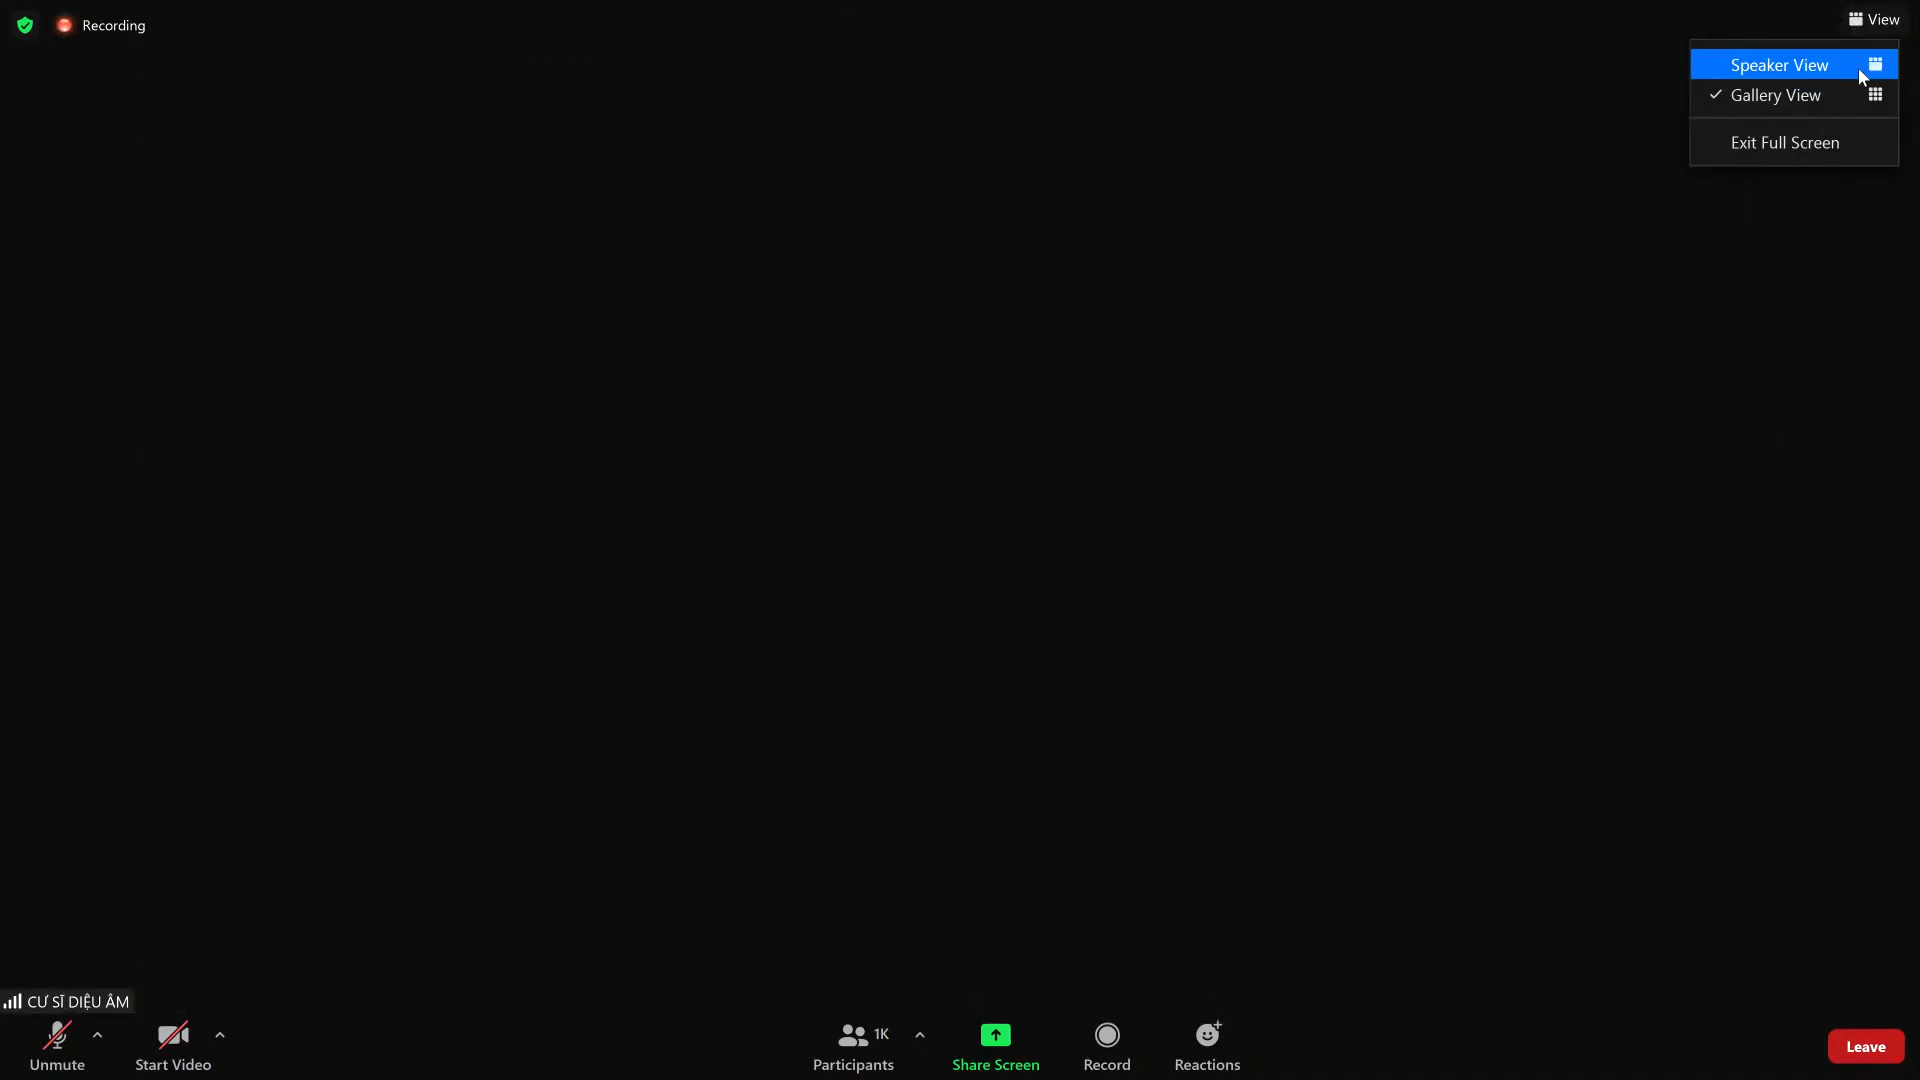 Recording
View
Speaker View
Gallery View
Exit Full Screen
CƯ SĨ DIỆU ÂM
Unmute
Start Video
1K
Participants
Share Screen
Record
Reactions
Leave